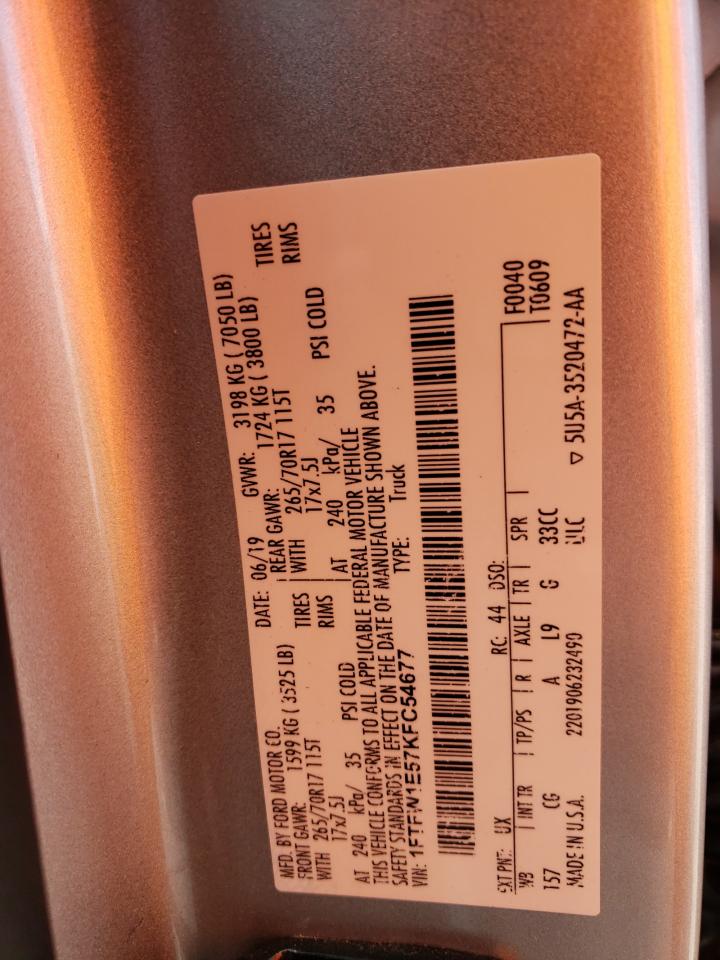 MFD. BY FORD MOTOR CO. DATE: 06/19 GVWR: 3198 KG ( 7050 LB)
FRONT GAWR: 1599 KG ( 3525 LB) REAR GAWR: 1724 KG ( 3800 LB)
WITH 265/70R17 115T TIRES WITH 265/70R17 115T TIRES
17x7.5J RIMS 17x7.5J RIMS
AT 240 kPa/ 35 PSI COLD AT 240 kPa/ 35 PSI COLD
THIS VEHICLE CONFORMS TO ALL APPLICABLE FEDERAL MOTOR VEHICLE
SAFETY STANDARDS IN EFFECT ON THE DATE OF MANUFACTURE SHOWN ABOVE.
VIN: 1FTFW1E57KFC54677 TYPE: Truck
EXT PNT: UX RC: 44 DSO: F0040
WB INT TR TP/PS R AXLE TR SPR T0609
157 CG A L9 G 33CC
MADE IN U.S.A. 2201906232490 ▽ 5U5A-3520472-AA